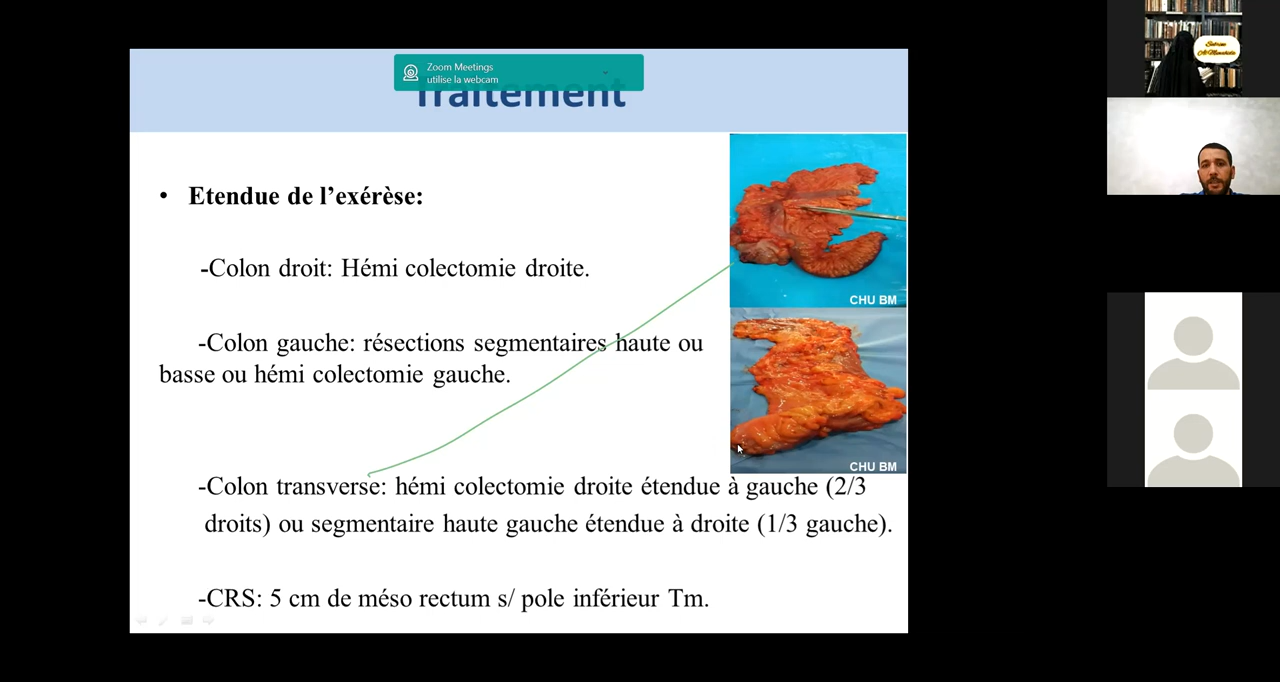 Zoom Meetings
utilise la webcam
Traitement
• Etendue de l’exérèse:
-Colon droit: Hémi colectomie droite.
-Colon gauche: résections segmentaires haute ou
basse ou hémi colectomie gauche.
CHU BM
CHU BM
-Colon transverse: hémi colectomie droite étendue à gauche (2/3
droits) ou segmentaire haute gauche étendue à droite (1/3 gauche).
-CRS: 5 cm de méso rectum s/ pole inférieur Tm.